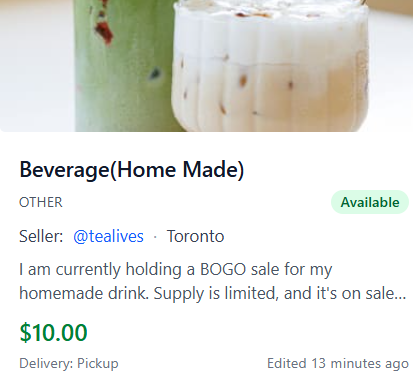 Beverage(Home Made)
OTHER
Available
Seller: @tealives · Toronto
I am currently holding a BOGO sale for my
homemade drink. Supply is limited, and it's on sale...
$10.00
Delivery: Pickup
Edited 13 minutes ago